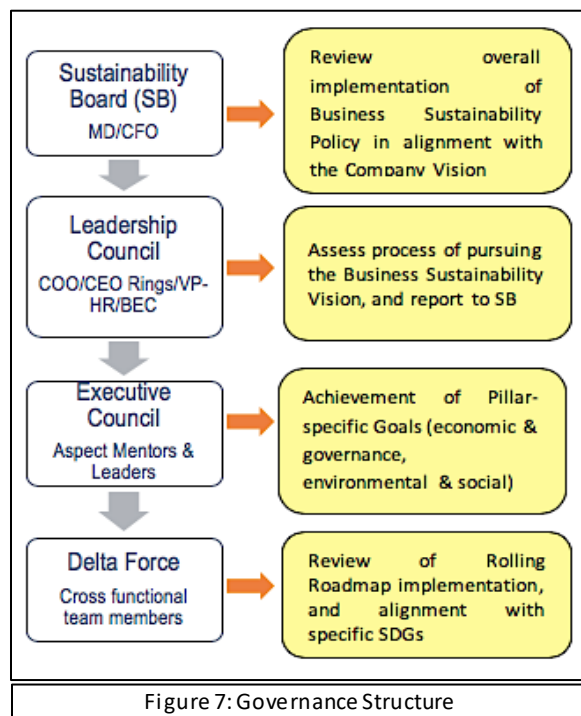 Sustainability
Board (SB)
MD/CFO
Review overall
implementation of
Business Sustainability
Policy in alignment with
the Company Vision
Leadership
Council
COO/CEO Rings/VP-
HR/BEC
Assess process of pursuing
the Business Sustainability
Vision, and report to SB
Executive
Council
Aspect Mentors &
Leaders
Achievement of Pillar-
specific Goals (economic &
governance,
environmental & social)
Delta Force
Cross functional
team members
Review of Rolling
Roadmap implementation,
and alignment with
specific SDGs
Figure 7: Governance Structure